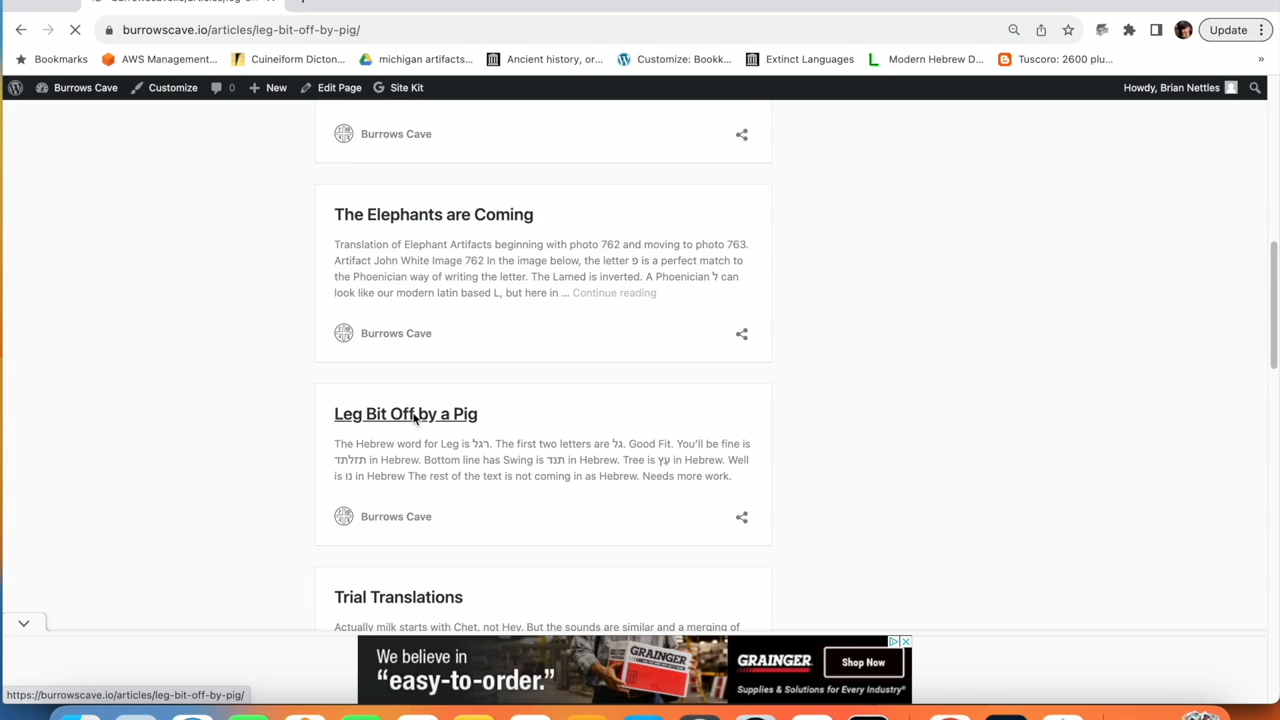 burrowscave.io/articles/leg-bit-off-by-pig/
Update
Bookmarks
AWS Management...
Cuineiform Dicton...
michigan artifacts...
Ancient history, or...
Customize: Bookk...
Extinct Languages
Modern Hebrew D...
Tuscoro: 2600 plu...
»
Burrows Cave
Customize
0
New
Edit Page
Site Kit
Howdy, Brian Nettles
Burrows Cave
The Elephants are Coming
Translation of Elephant Artifacts beginning with photo 762 and moving to photo 763.
Artifact John White Image 762 In the image below, the letter פ is a perfect match to
the Phoenician way of writing the letter. The Lamed is inverted. A Phoenician ל can
look like our modern latin based L, but here in ... Continue reading
Burrows Cave
Leg Bit Off by a Pig
The Hebrew word for Leg is רגל. The first two letters are גל. Good Fit. You'll be fine is
תזלתד in Hebrew. Bottom line has Swing is תנד in Hebrew. Tree is עֵץ in Hebrew. Well
is נו in Hebrew The rest of the text is not coming in as Hebrew. Needs more work.
Burrows Cave
Trial Translations
Actually milk starts with Chet, not Hey. But the sounds are similar and a merging of
We believe in
"easy-to-order."
GRAINGER
GRAINGER.
Supplies & Solutions for Every Industry®
Shop Now
https://burrowscave.io/articles/leg-bit-off-by-pig/